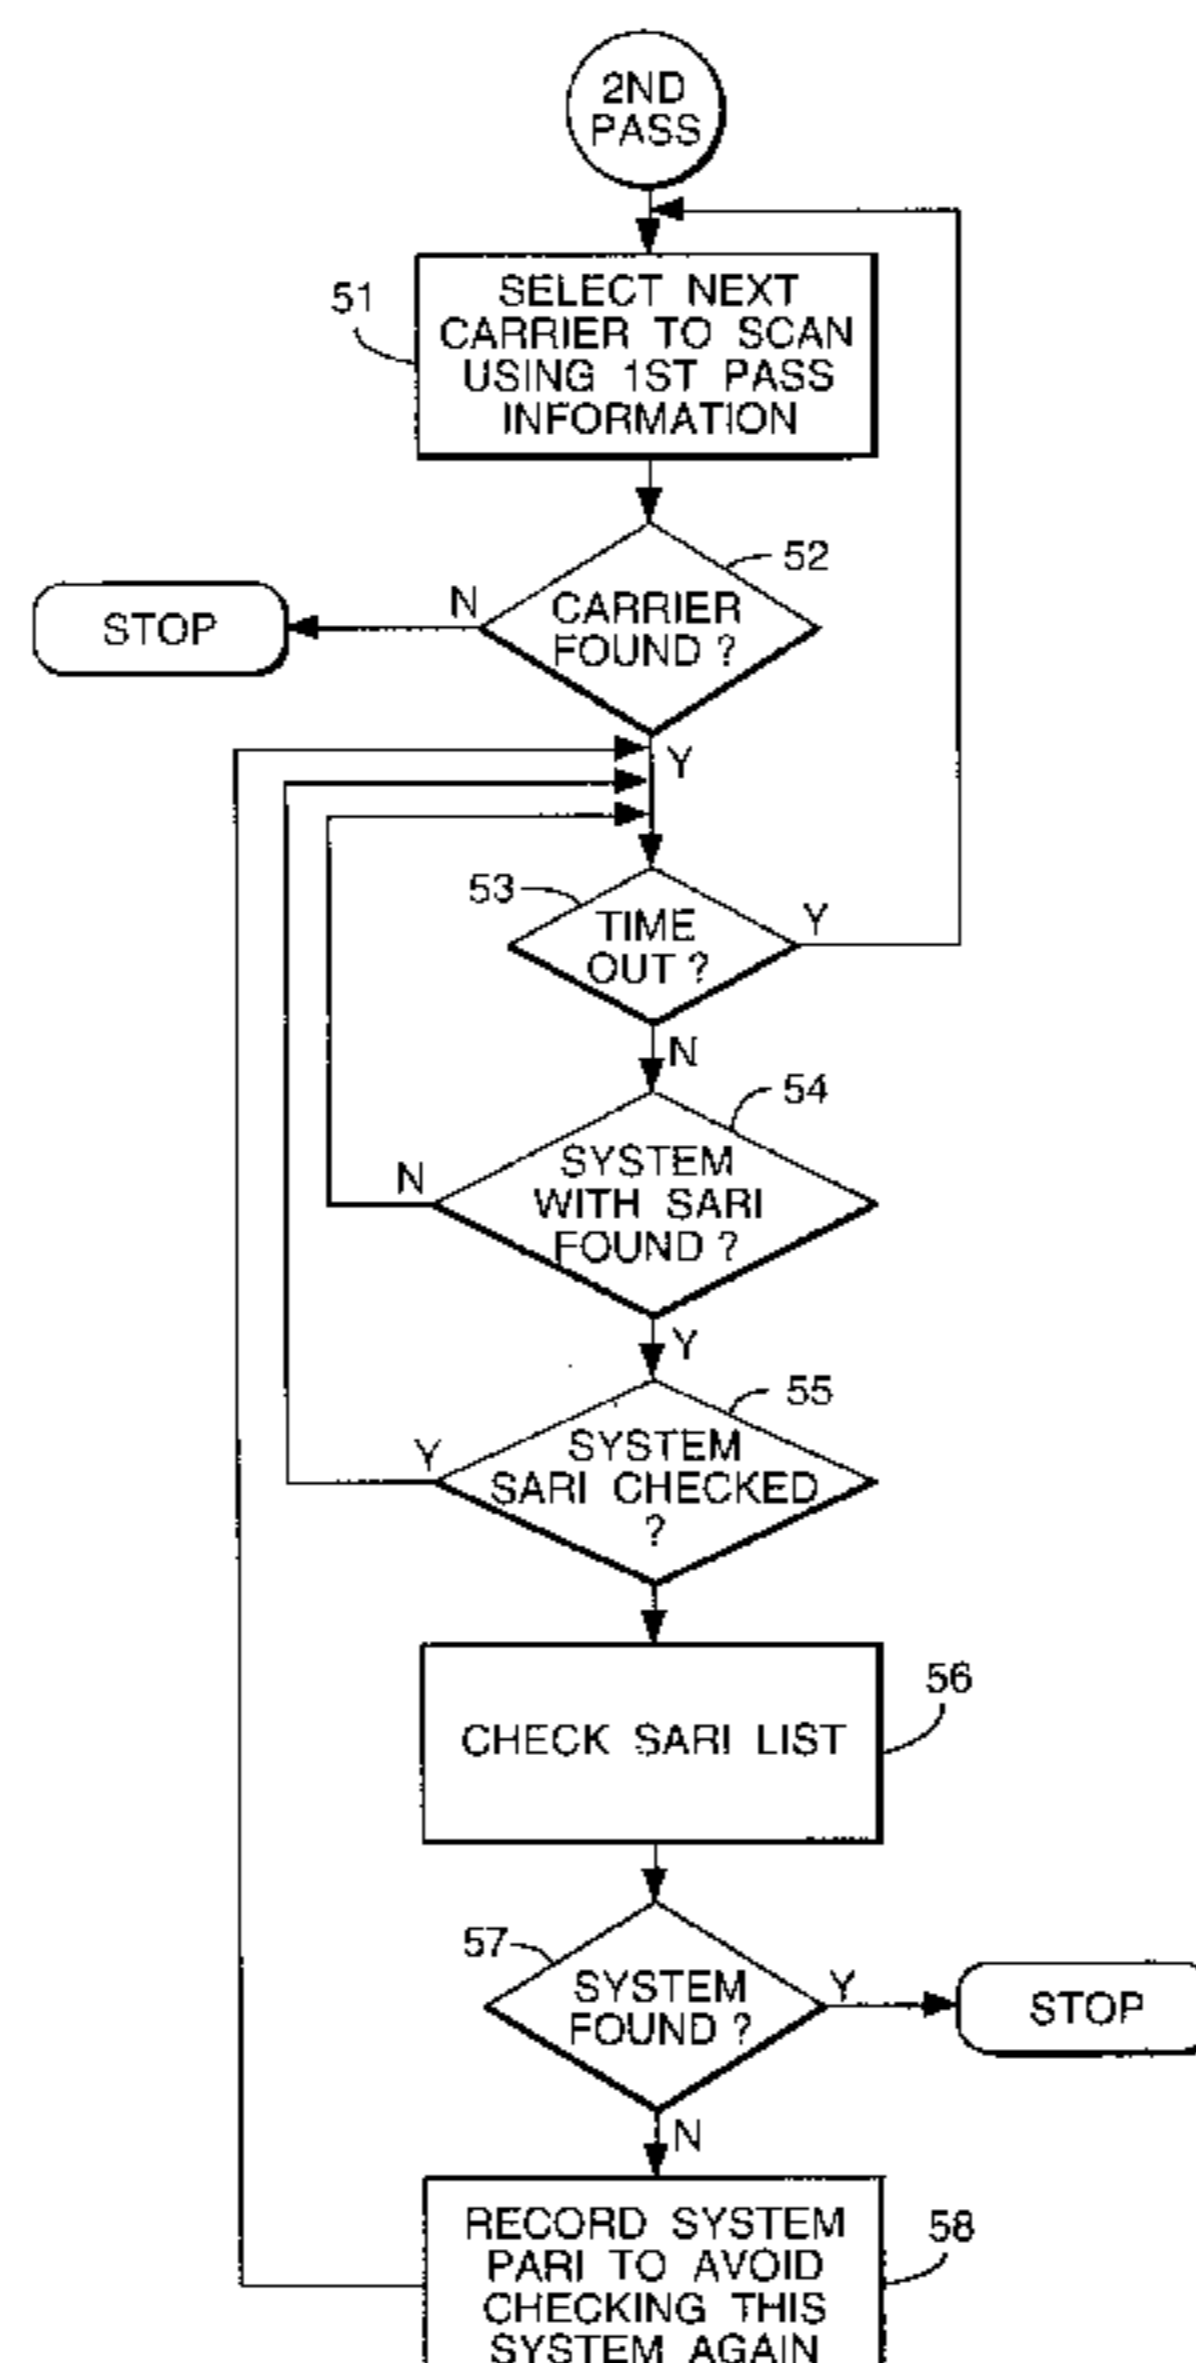 2ND
PASS
51
SELECT NEXT
CARRIER TO SCAN
USING 1ST PASS
INFORMATION
52
N
CARRIER
FOUND ?
STOP
Y
53
TIME
OUT ?
Y
N
54
N
SYSTEM
WITH SARI
FOUND ?
Y
55
Y
SYSTEM
SARI CHECKED
?
56
CHECK SARI LIST
57
SYSTEM
FOUND ?
Y
STOP
N
RECORD SYSTEM
PARI TO AVOID
CHECKING THIS
SYSTEM AGAIN
58